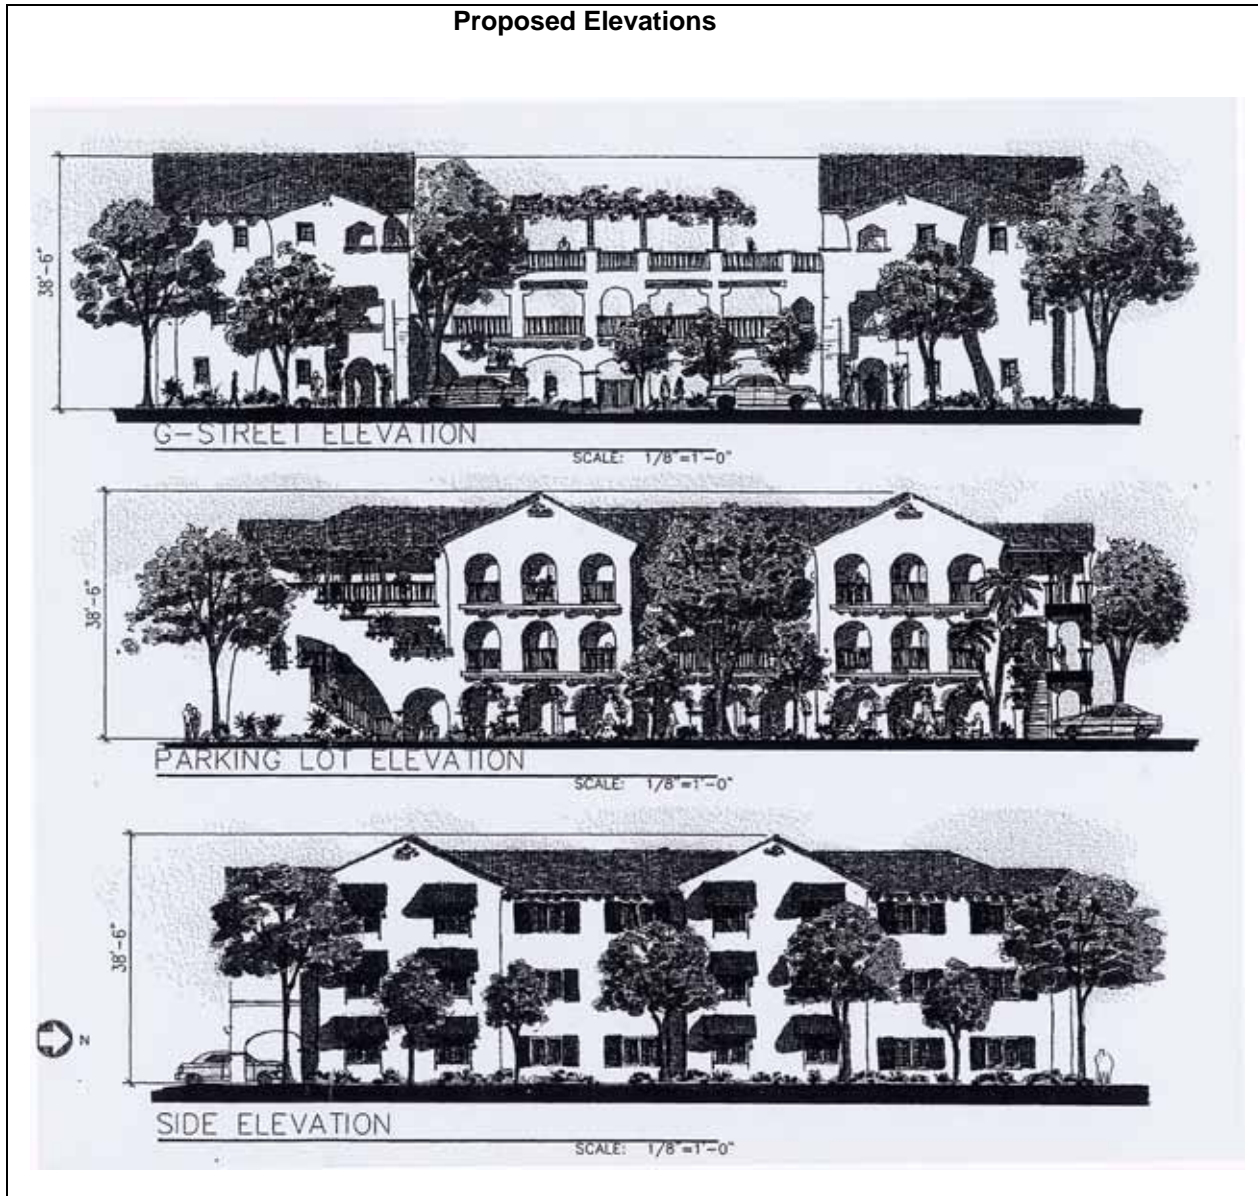 Proposed Elevations
38'-6"
G-STREET ELEVATION
SCALE: 1/8"=1'-0"
38'-6"
PARKING LOT ELEVATION
SCALE: 1/8"=1'-0"
38'-6"
N
SIDE ELEVATION
SCALE: 1/8"=1'-0"